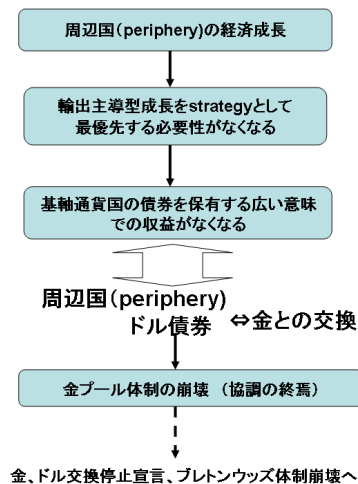 周辺国（periphery)の経済成長
輸出主導型成長をstrategyとして
最優先する必要性がなくなる
基軸通貨国の債券を保有する広い意味
での収益がなくなる
周辺国（periphery)
ドル債券 ⇔金との交換
金プール体制の崩壊 （協調の終焉）
金、ドル交換停止宣言、ブレトンウッズ体制崩壊へ